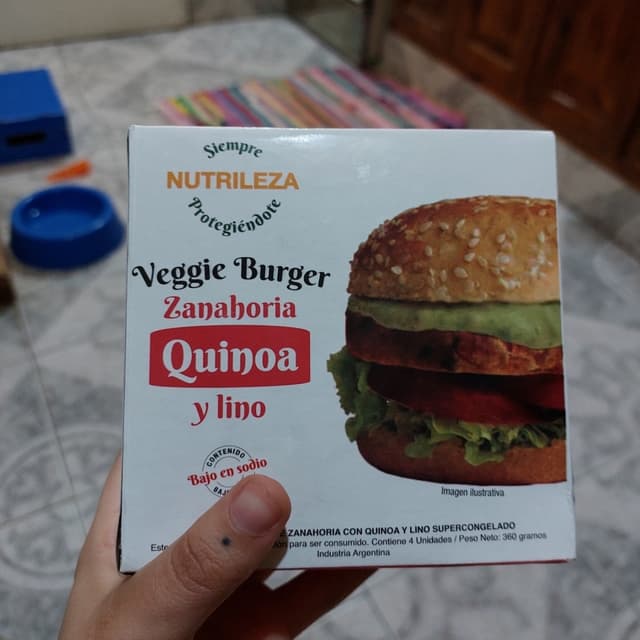 Siempre
NUTRILEZA
Protegiéndote
Veggie Burger
Zanahoria
Quinoa
y lino
CONTENIDO
Bajo en sodio
Imagen ilustrativa
ZANAHORIA CON QUINOA Y LINO SUPERCONGELADO
para ser consumido. Contiene 4 Unidades / Peso Neto: 360 gramos
Industria Argentina